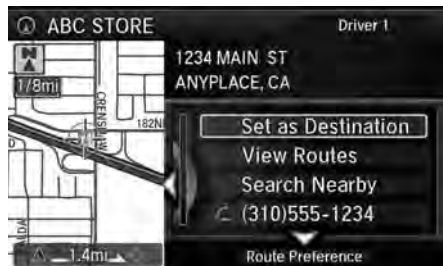 ABC STORE
Driver 1
N
1/8mi
1234 MAIN ST
ANYPLACE, CA
182N
Set as Destination
View Routes
Search Nearby
(310)555-1234
1.4mi
Route Preference